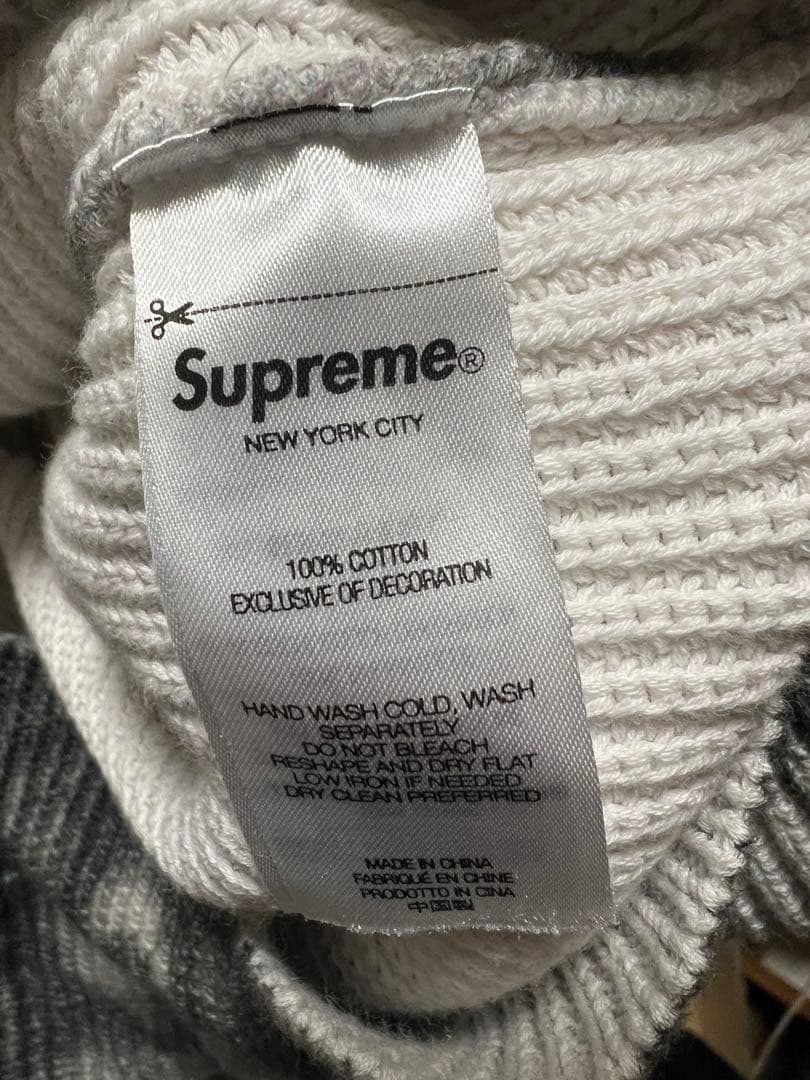 Supreme®
NEW YORK CITY
100% COTTON
EXCLUSIVE OF DECORATION
HAND WASH COLD, WASH
SEPARATELY
DO NOT BLEACH
RESHAPE AND DRY FLAT
LOW IRON IF NEEDED
DRY CLEAN PREFERRED
MADE IN CHINA
FABRIQUÉ EN CHINE
PRODOTTO IN CINA
中国製